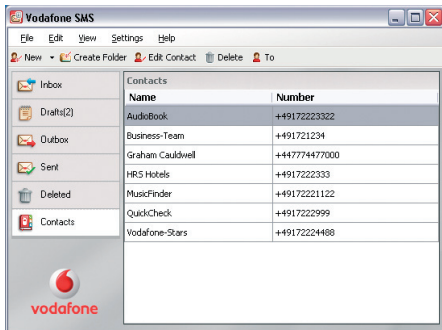 Vodafone SMS
File Edit View Settings Help
New Create Folder Edit Contact Delete To
Inbox
Drafts(2)
Outbox
Sent
Deleted
Contacts
Contacts
Name Number
AudioBook +49172223322
Business-Team +491721234
Graham Cauldwell +447774477000
HRS Hotels +4917222333
MusicFinder +49172221122
QuickCheck +4917222999
Vodafone-Stars +49172224488
vodafone